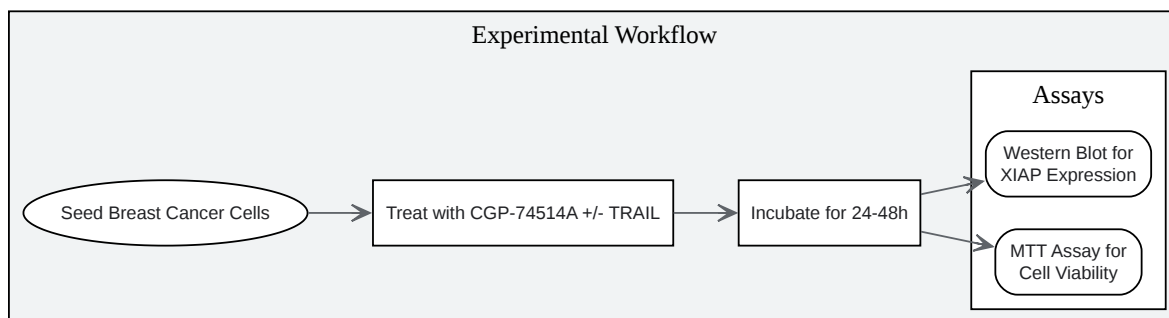 Experimental Workflow
Assays
Seed Breast Cancer Cells
Treat with CGP-74514A +/- TRAIL
Incubate for 24-48h
Western Blot for
XIAP Expression
MTT Assay for
Cell Viability